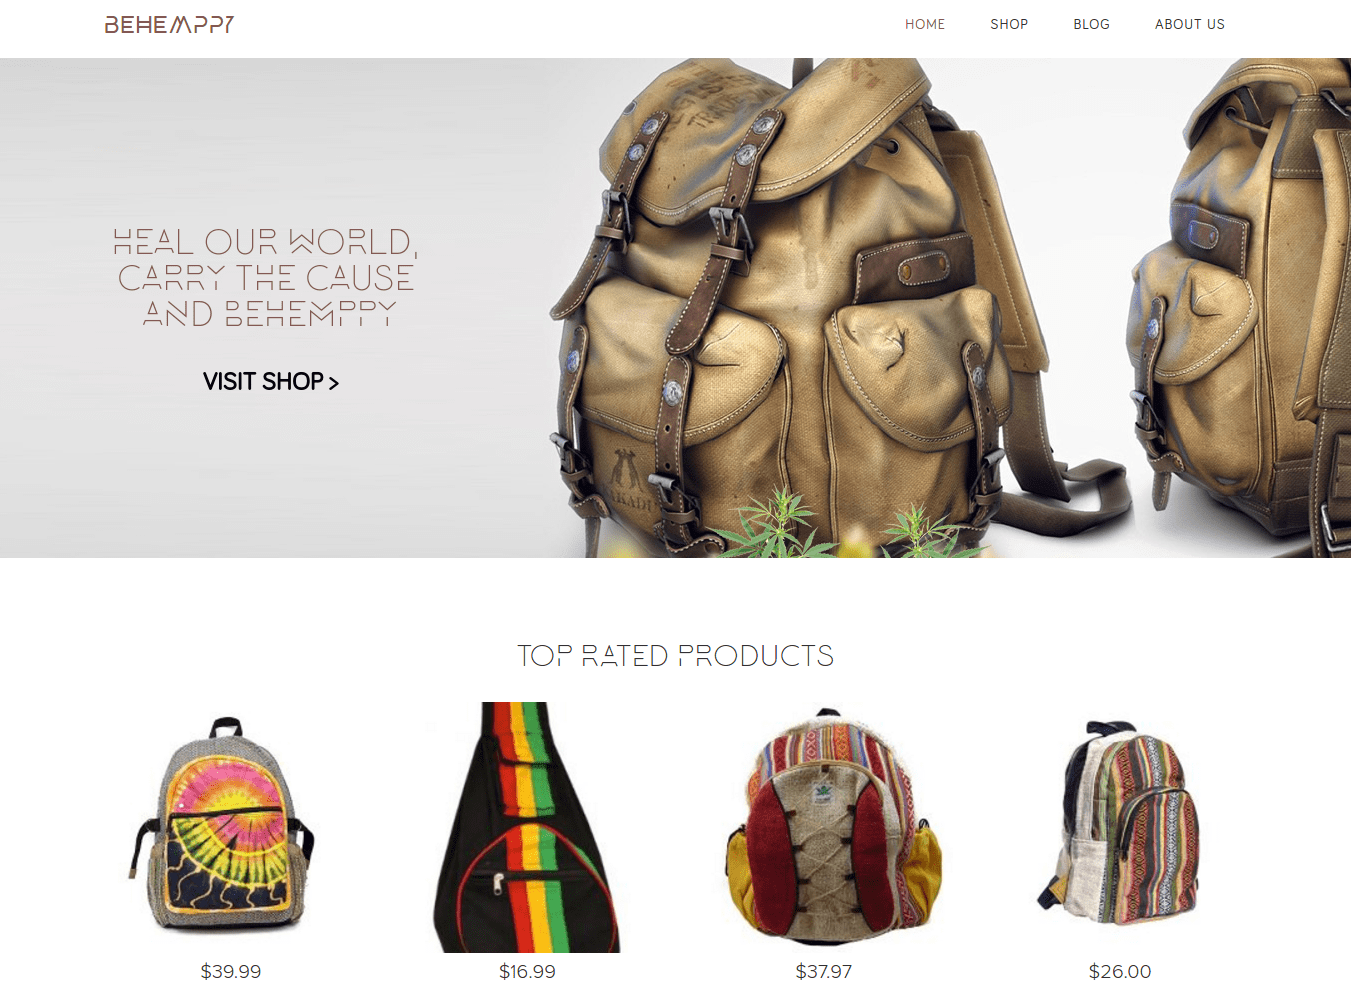 BEHEMPPY
HOME SHOP BLOG ABOUT US
HEAL OUR WORLD,
CARRY THE CAUSE
AND BEHEMPPY
VISIT SHOP >
TOP RATED PRODUCTS
$39.99 $16.99 $37.97 $26.00